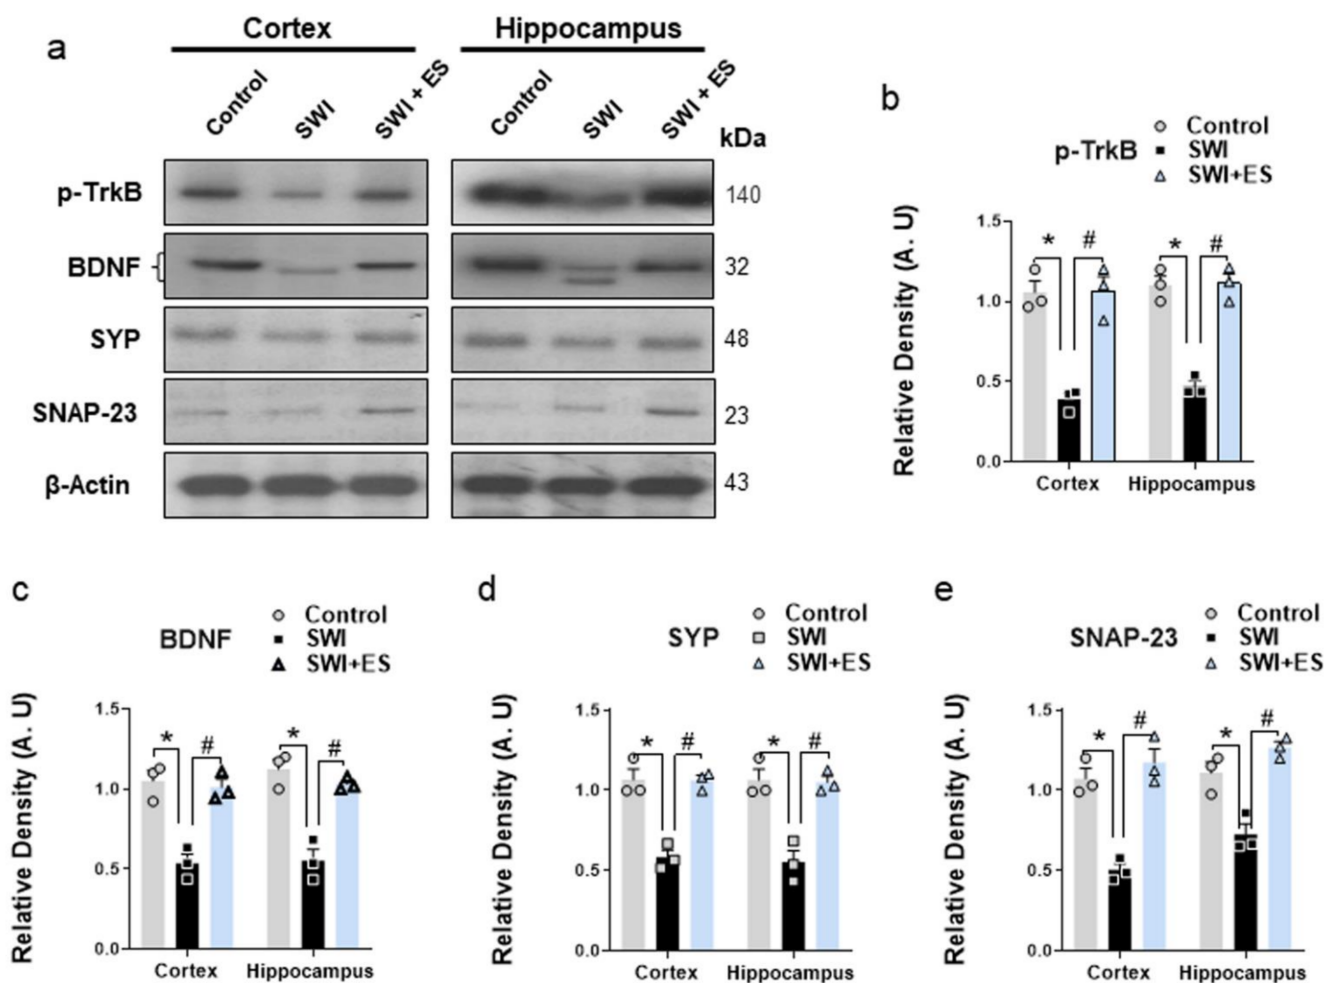 a
Cortex
Hippocampus
Control
SWI
SWI + ES
Control
SWI
SWI + ES
kDa
p-TrkB
140
BDNF
32
SYP
48
SNAP-23
23
β-Actin
43
b
p-TrkB
Control
SWI
SWI+ES
Relative Density (A. U)
1.5
1.0
0.5
0.0
*
#
*
#
Cortex
Hippocampus
c
BDNF
Control
SWI
SWI+ES
Relative Density (A. U)
1.5
1.0
0.5
0.0
*
#
*
#
Cortex
Hippocampus
d
SYP
Control
SWI
SWI+ES
Relative Density (A. U)
1.5
1.0
0.5
0.0
*
#
*
#
Cortex
Hippocampus
e
SNAP-23
Control
SWI
SWI+ES
Relative Density (A. U)
1.5
1.0
0.5
0.0
*
#
*
#
Cortex
Hippocampus